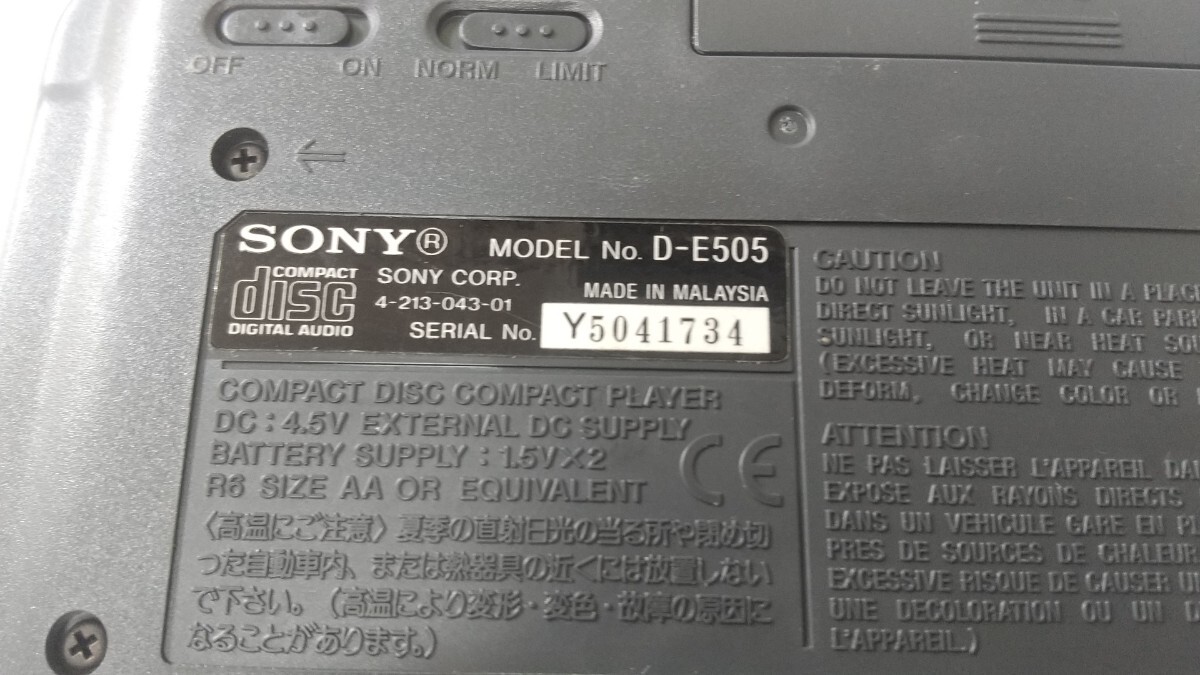 OFF ON NORM LIMIT
SONY® MODEL No. D-E505
COMPACT
disc
DIGITAL AUDIO
SONY CORP.
4-213-043-01
MADE IN MALAYSIA
SERIAL No. Y5041734
COMPACT DISC COMPACT PLAYER
DC : 4.5V EXTERNAL DC SUPPLY
BATTERY SUPPLY : 1.5V×2
R6 SIZE AA OR EQUIVALENT
CE
〈高温にご注意〉夏季の直射日光の当る所や閉め切
った自動車内、または熱器具の近くには放置しない
で下さい。(高温により変形・変色・故障の原因に
なることがあります。)
CAUTION
DO NOT LEAVE THE UNIT IN A
DIRECT SUNLIGHT, IN A CAR
SUNLIGHT, OR NEAR HEAT
(EXCESSIVE HEAT MAY CAUSE
DEFORM, CHANGE COLOR OR
ATTENTION
NE PAS LAISSER L'APPAREIL
EXPOSE AUX RAYONS DIRECTS
DANS UN VEHICULE GARE EN
PRES DE SOURCES DE CHALEUR
EXCESSIVE RISQUE DE CAUSER
UNE DECOLORATION OU UN
L'APPAREIL.)